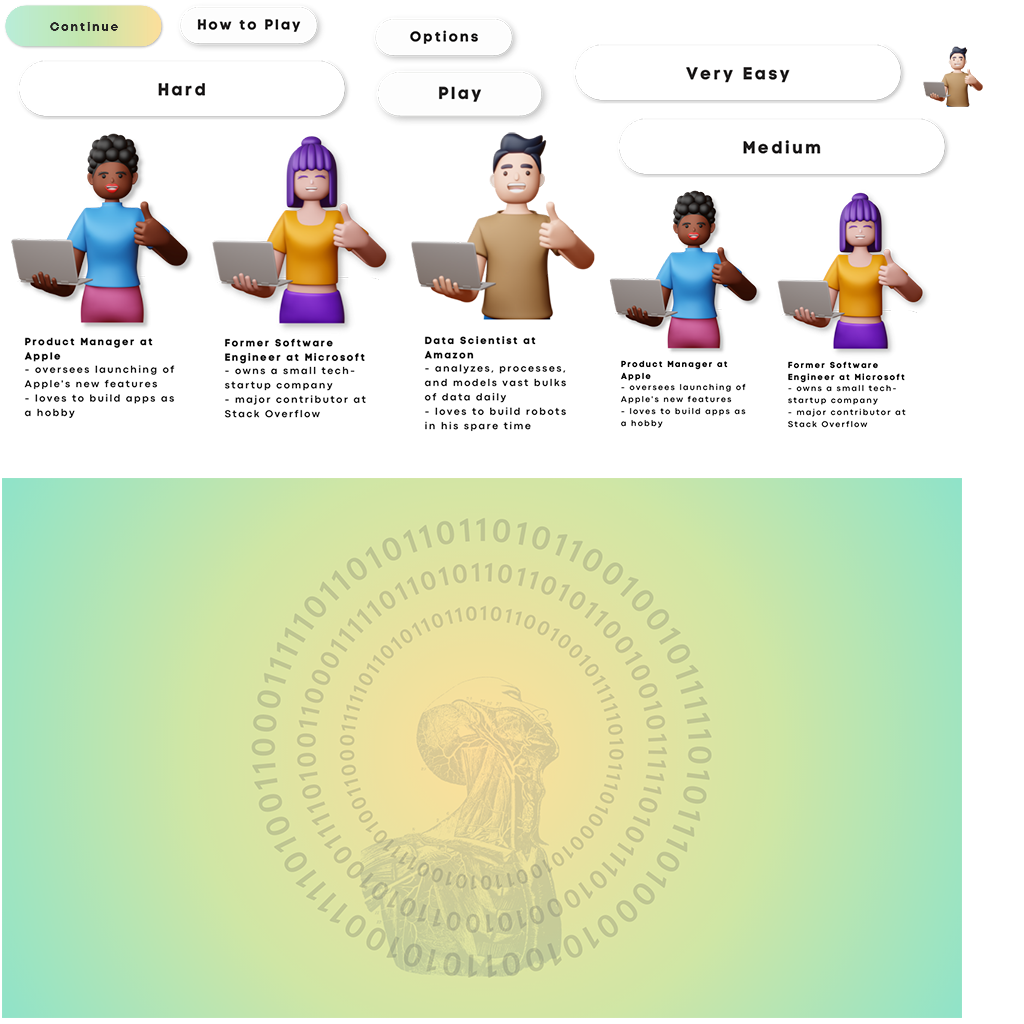 Continue
How to Play
Options
Hard
Play
Very Easy
Medium
Product Manager at
Apple
- oversees launching of
Apple's new features
- loves to build apps as
a hobby
Former Software
Engineer at Microsoft
- owns a small tech-
startup company
- major contributor at
Stack Overflow
Data Scientist at
Amazon
- analyzes, processes,
and models vast bulks
of data daily
- loves to build robots
in his spare time
Product Manager at
Apple
- oversees launching of
Apple's new features
- loves to build apps as
a hobby
Former Software
Engineer at Microsoft
- owns a small tech-
startup company
- major contributor at
Stack Overflow